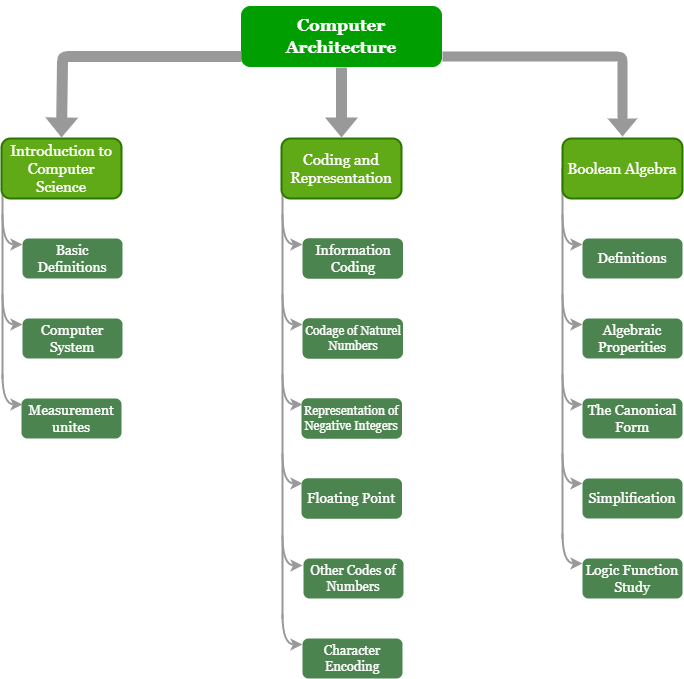 Computer
Architecture
Introduction to
Computer
Science
Basic
Definitions
Computer
System
Measurement
unites
Coding and
Representation
Information
Coding
Codage of Naturel
Numbers
Representation of
Negative Integers
Floating Point
Other Codes of
Numbers
Character
Encoding
Boolean Algebra
Definitions
Algebraic
Properities
The Canonical
Form
Simplification
Logic Function
Study